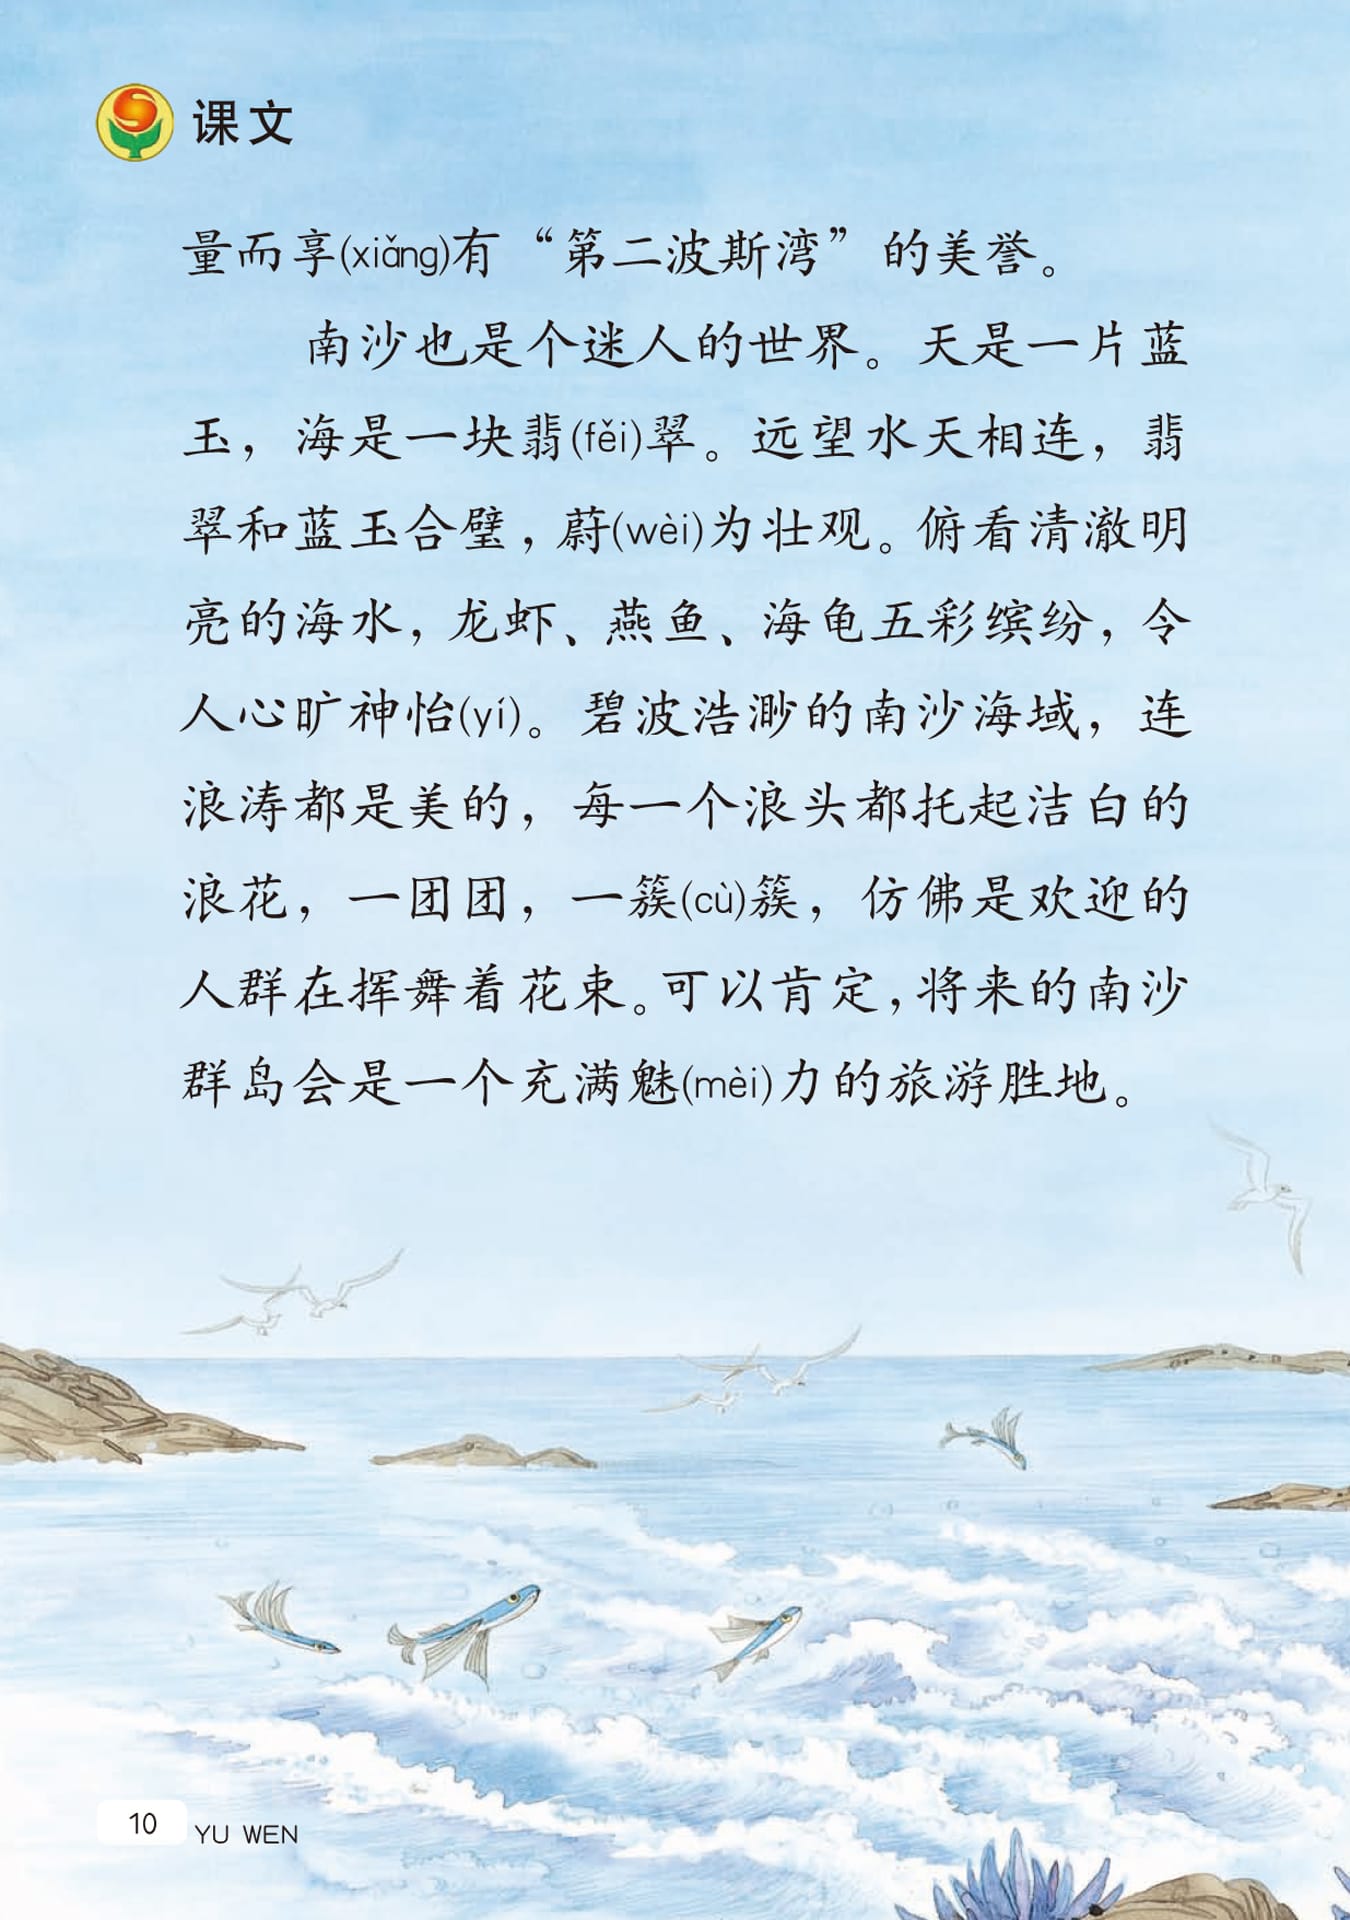 课文
量而享(xiǎng)有“第二波斯湾”的美誉。
南沙也是个迷人的世界。天是一片蓝
玉，海是一块翡(fěi)翠。远望水天相连，翡
翠和蓝玉合璧，蔚(wèi)为壮观。俯看清澈明
亮的海水，龙虾、燕鱼、海龟五彩缤纷，令
人心旷神怡(yí)。碧波浩渺的南沙海域，连
浪涛都是美的，每一个浪头都托起洁白的
浪花，一团团，一簇(cù)簇，仿佛是欢迎的
人群在挥舞着花束。可以肯定，将来的南沙
群岛会是一个充满魅(mèi)力的旅游胜地。
10
YU WEN